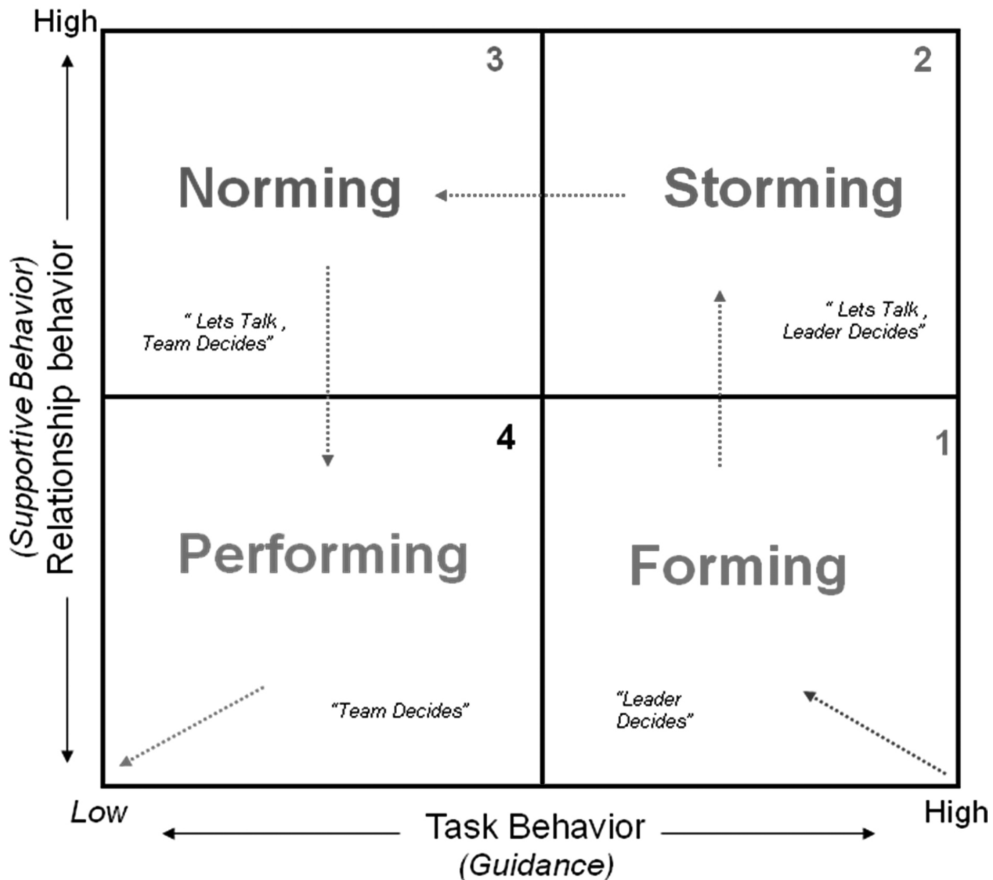 High
3
2
Norming
Storming
“ Lets Talk ,
Team Decides”
“ Lets Talk ,
Leader Decides”
(Supportive Behavior)
Relationship behavior
4
1
Performing
Forming
“Team Decides”
“Leader
Decides”
Low
High
Task Behavior
(Guidance)